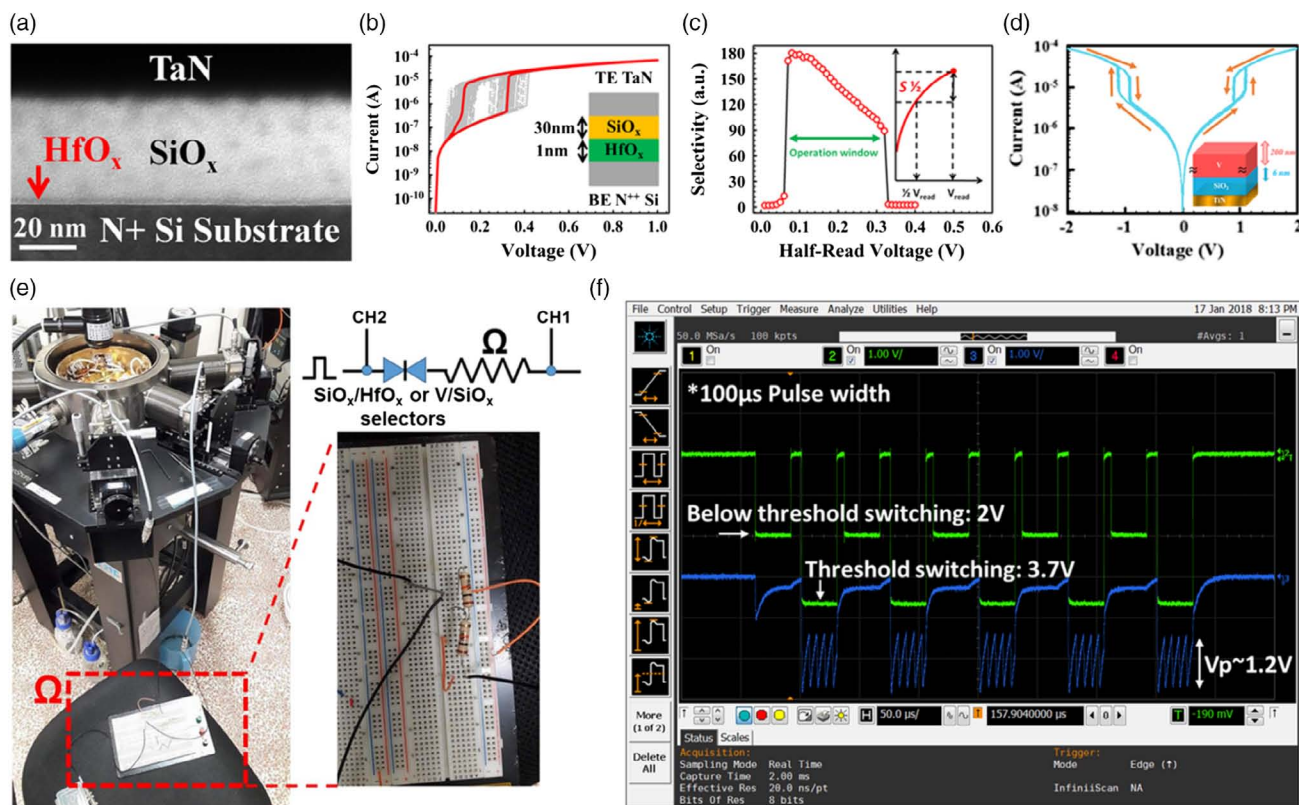 (a)
TaN
HfOₓ
SiOₓ
20 nm
N+ Si Substrate
(b)
Current (A)
10⁻⁴
10⁻⁵
10⁻⁶
10⁻⁷
10⁻⁸
10⁻⁹
10⁻¹⁰
TE TaN
30nm
SiOₓ
1nm
HfOₓ
BE N⁺⁺ Si
0.0 0.2 0.4 0.6 0.8 1.0
Voltage (V)
(c)
Selectivity (a.u.)
180
150
120
90
60
30
0
S ½
Operation window
½ Vread
Vread
0.0 0.1 0.2 0.3 0.4 0.5 0.6
Half-Read Voltage (V)
(d)
Current (A)
10⁻⁴
10⁻⁵
10⁻⁶
10⁻⁷
10⁻⁸
V
200 nm
SiO₂
6 nm
TiN
-2 -1 0 1 2
Voltage (V)
(e)
CH2
Ω
CH1
SiOₓ/HfOₓ or V/SiOₓ
selectors
Ω
(f)
File Control Setup Trigger Measure Analyze Utilities Help
17 Jan 2018 8:13 PM
50.0 MSa/s 100 kpts
#Avgs: 1
1 On
2 On 1.00 V/
3 On 1.00 V/
4 On
*100μs Pulse width
Below threshold switching: 2V
Threshold switching: 3.7V
Vp~1.2V
More
(1 of 2)
Delete
All
H 50.0 μs/
157.9040000 μs
0
T -190 mV
Status Scales
Acquisition:
Sampling Mode Real Time
Capture Time 2.00 ms
Effective Res 20.0 ns/pt
Bits Of Res 8 bits
Trigger:
Mode Edge (↑)
InfiniiScan NA